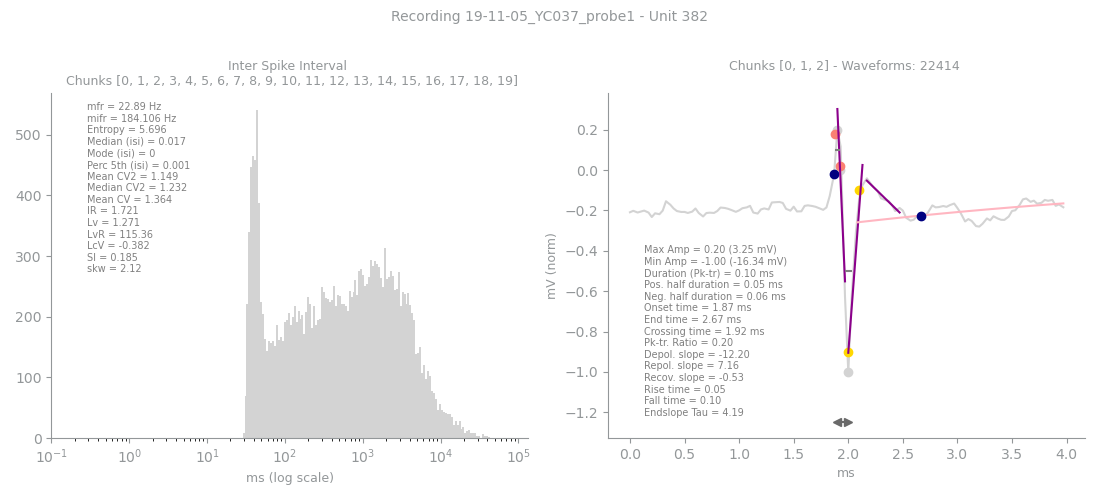 Recording 19-11-05_YC037_probe1 - Unit 382
Inter Spike Interval
Chunks [0, 1, 2, 3, 4, 5, 6, 7, 8, 9, 10, 11, 12, 13, 14, 15, 16, 17, 18, 19]
mfr = 22.89 Hz
mifr = 184.106 Hz
Entropy = 5.696
Median (isi) = 0.017
Mode (isi) = 0
Perc 5th (isi) = 0.001
Mean CV2 = 1.149
Median CV2 = 1.232
Mean CV = 1.364
IR = 1.721
Lv = 1.271
LvR = 115.36
LcV = -0.382
SI = 0.185
skw = 2.12
500
400
300
200
100
0
10⁻¹ 10⁰ 10¹ 10² 10³ 10⁴ 10⁵
ms (log scale)
Chunks [0, 1, 2] - Waveforms: 22414
mV (norm)
0.2
0.0
−0.2
−0.4
−0.6
−0.8
−1.0
−1.2
Max Amp = 0.20 (3.25 mV)
Min Amp = -1.00 (-16.34 mV)
Duration (Pk-tr) = 0.10 ms
Pos. half duration = 0.05 ms
Neg. half duration = 0.06 ms
Onset time = 1.87 ms
End time = 2.67 ms
Crossing time = 1.92 ms
Pk-tr. Ratio = 0.20
Depol. slope = -12.20
Repol. slope = 7.16
Recov. slope = -0.53
Rise time = 0.05
Fall time = 0.10
Endslope Tau = 4.19
0.0 0.5 1.0 1.5 2.0 2.5 3.0 3.5 4.0
ms